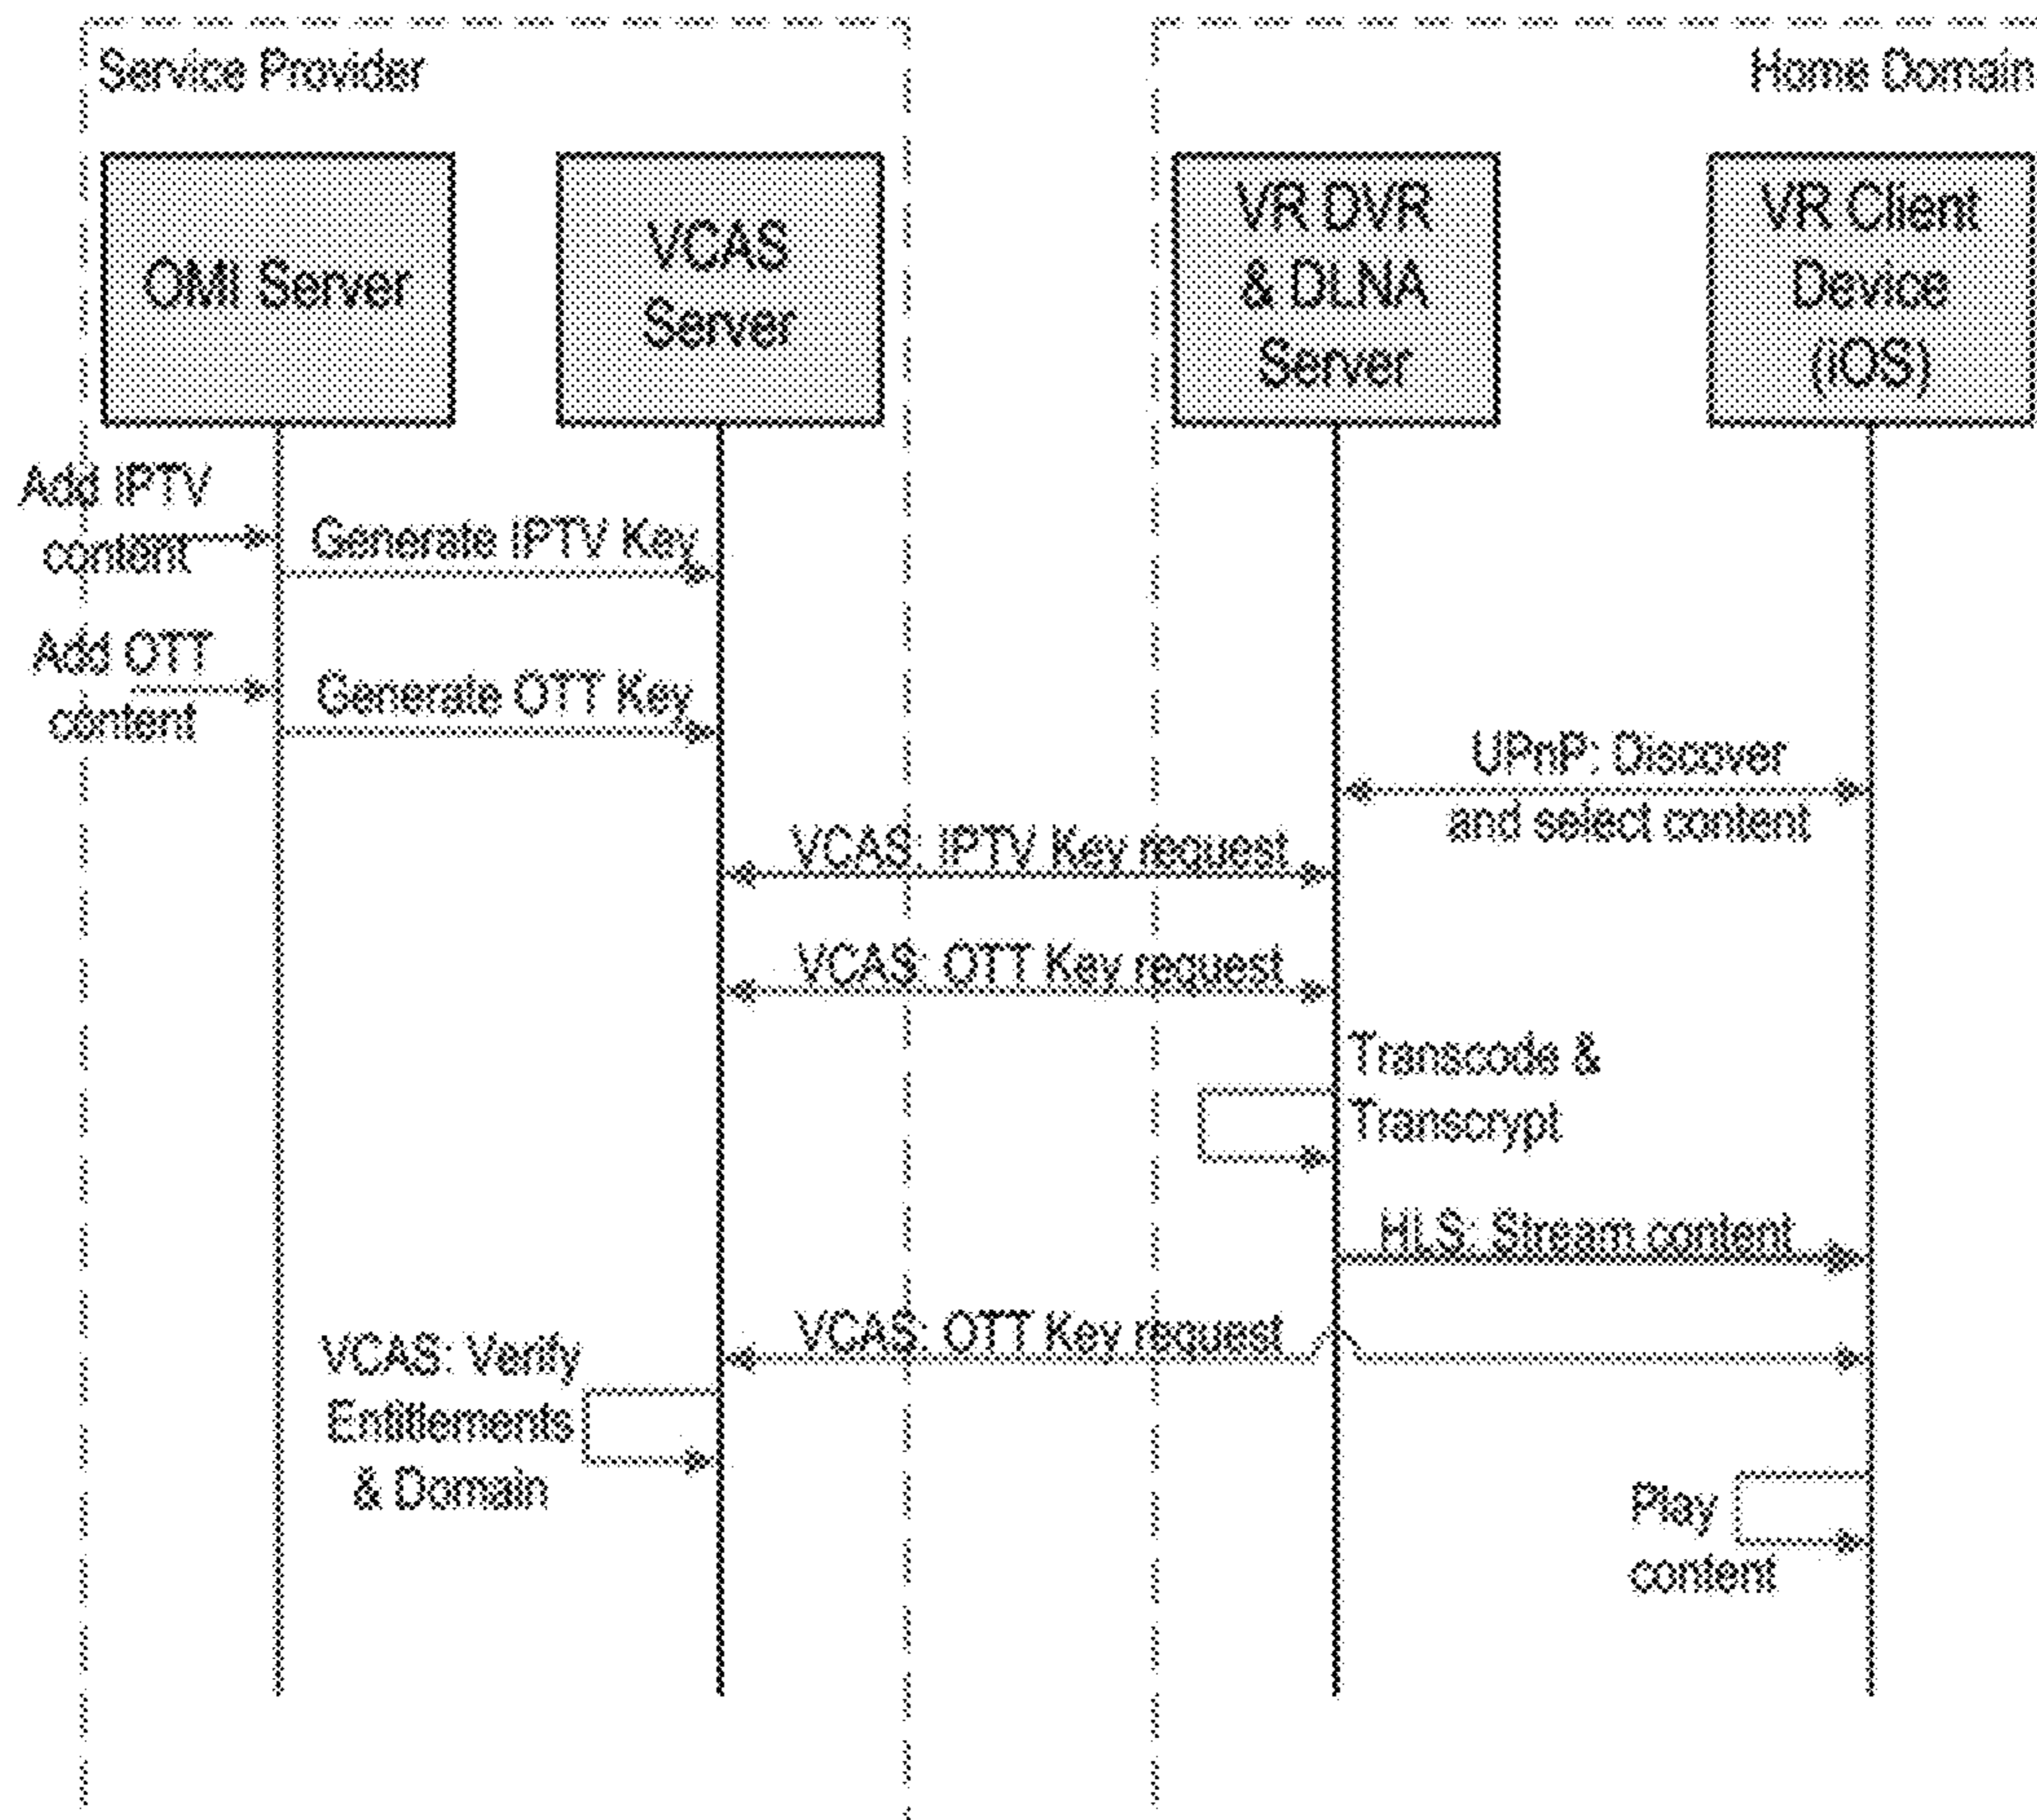 Service Provider
Home Domain
OMI Server
VCAS
Server
VR DVR
& DLNA
Server
VR Client
Device
(iOS)
Add IPTV
content
Generate IPTV Key
Add OTT
content
Generate OTT Key
UPnP: Discover
and select content
VCAS: IPTV Key request
VCAS: OTT Key request
Transcode &
Transcrypt
HLS: Stream content
VCAS: OTT Key request
VCAS: Verify
Entitlements
& Domain
Play
content